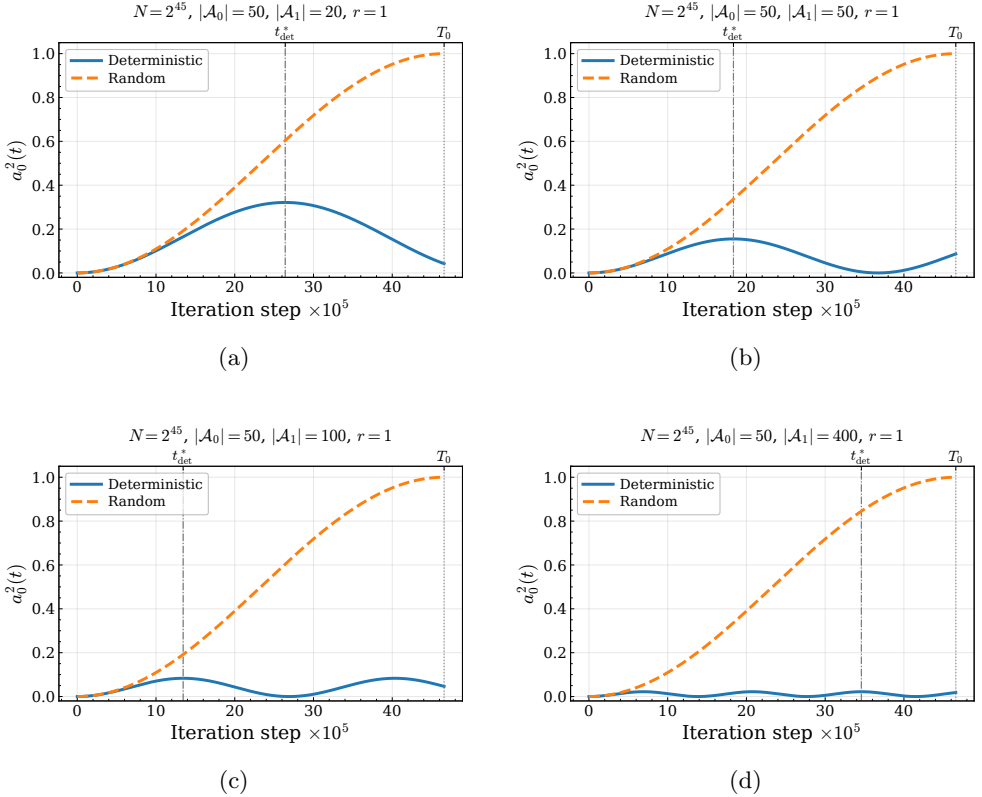 N = 2^45, |𝒜_0| = 50, |𝒜_1| = 20, r = 1
t*_det T_0
Deterministic
Random
a_0^2(t)
1.0
0.8
0.6
0.4
0.2
0.0
0 10 20 30 40
Iteration step ×10^5
(a)
N = 2^45, |𝒜_0| = 50, |𝒜_1| = 50, r = 1
t*_det T_0
Deterministic
Random
a_0^2(t)
1.0
0.8
0.6
0.4
0.2
0.0
0 10 20 30 40
Iteration step ×10^5
(b)
N = 2^45, |𝒜_0| = 50, |𝒜_1| = 100, r = 1
t*_det T_0
Deterministic
Random
a_0^2(t)
1.0
0.8
0.6
0.4
0.2
0.0
0 10 20 30 40
Iteration step ×10^5
(c)
N = 2^45, |𝒜_0| = 50, |𝒜_1| = 400, r = 1
t*_det T_0
Deterministic
Random
a_0^2(t)
1.0
0.8
0.6
0.4
0.2
0.0
0 10 20 30 40
Iteration step ×10^5
(d)